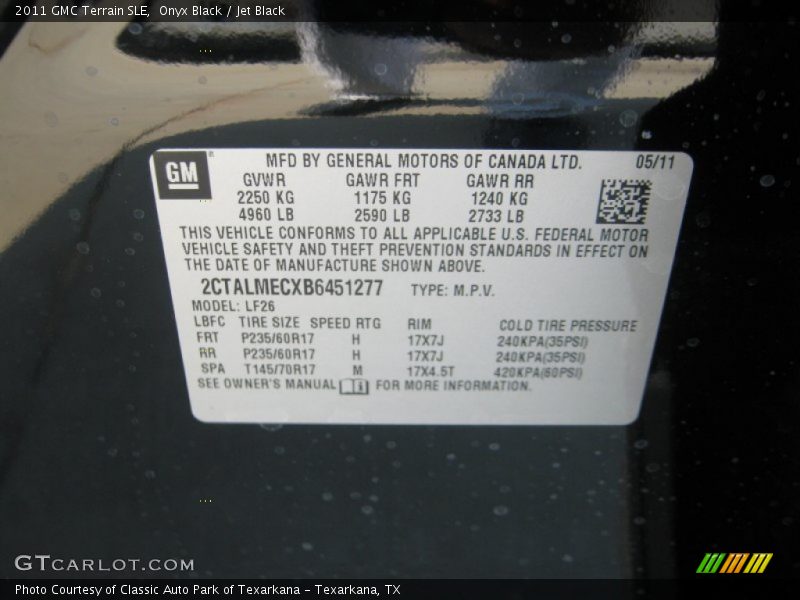 2011 GMC Terrain SLE, Onyx Black / Jet Black
GM
MFD BY GENERAL MOTORS OF CANADA LTD. 05/11
GVWR GAWR FRT GAWR RR
2250 KG 1175 KG 1240 KG
4960 LB 2590 LB 2733 LB
THIS VEHICLE CONFORMS TO ALL APPLICABLE U.S. FEDERAL MOTOR
VEHICLE SAFETY AND THEFT PREVENTION STANDARDS IN EFFECT ON
THE DATE OF MANUFACTURE SHOWN ABOVE.
2CTALMECXB6451277 TYPE: M.P.V.
MODEL: LF26
LBFC TIRE SIZE SPEED RTG RIM COLD TIRE PRESSURE
FRT P235/60R17 H 17X7J 240KPA(35PSI)
RR P235/60R17 H 17X7J 240KPA(35PSI)
SPA T145/70R17 M 17X4.5T 420KPA(60PSI)
SEE OWNER'S MANUAL FOR MORE INFORMATION.
GTCARLOT.COM
Photo Courtesy of Classic Auto Park of Texarkana - Texarkana, TX